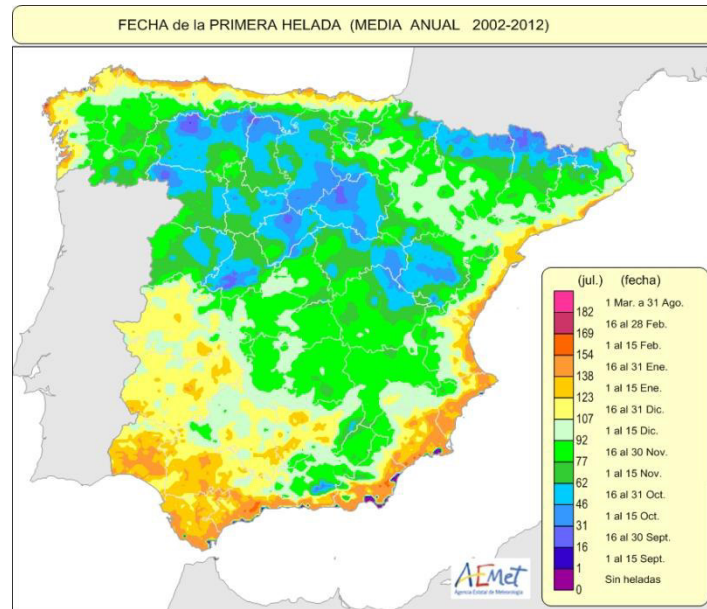 FECHA de la PRIMERA HELADA (MEDIA ANUAL 2002-2012)
(jul.) (fecha)
1 Mar. a 31 Ago.
182
16 al 28 Feb.
169
1 al 15 Feb.
154
16 al 31 Ene.
138
1 al 15 Ene.
123
16 al 31 Dic.
107
1 al 15 Dic.
92
16 al 30 Nov.
77
1 al 15 Nov.
62
16 al 31 Oct.
46
1 al 15 Oct.
31
16 al 30 Sept.
16
1 al 15 Sept.
1
Sin heladas
0
AEMet
Agencia Estatal de Meteorología